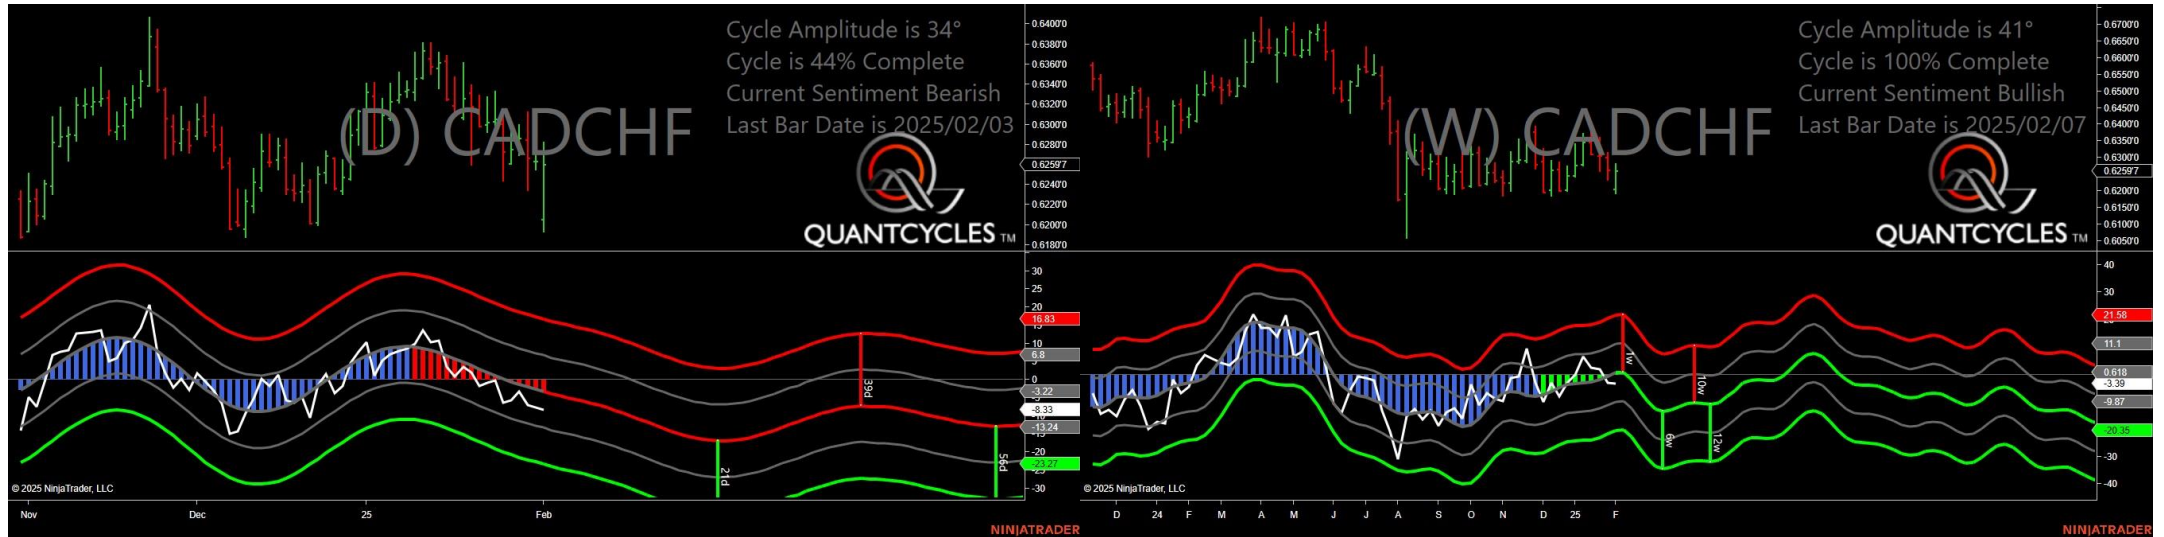 Cycle Amplitude is 34°
Cycle is 44% Complete
Current Sentiment Bearish
Last Bar Date is 2025/02/03
(D) CADCHF
QUANTCYCLES TM
0.6400'0
0.6380'0
0.6360'0
0.6340'0
0.6320'0
0.6300'0
0.6280'0
0.6259'7
0.6240'0
0.6220'0
0.6200'0
0.6180'0
30
25
20
16.83
10
6.8
0
-3.22
-8.33
-13.24
-20
-23.27
-30
21d
39d
56d
© 2025 NinjaTrader, LLC
Nov
Dec
25
Feb
NINJATRADER
Cycle Amplitude is 41°
Cycle is 100% Complete
Current Sentiment Bullish
Last Bar Date is 2025/02/07
(W) CADCHF
QUANTCYCLES TM
0.6700'0
0.6650'0
0.6600'0
0.6550'0
0.6500'0
0.6450'0
0.6400'0
0.6350'0
0.6300'0
0.6259'7
0.6200'0
0.6150'0
0.6100'0
0.6050'0
40
30
21.58
11.1
0.618
-3.39
-9.87
-20.35
-30
-40
1w
10w
6w
12w
© 2025 NinjaTrader, LLC
D 24 F M A M J J A S O N D 25 F
NINJATRADER